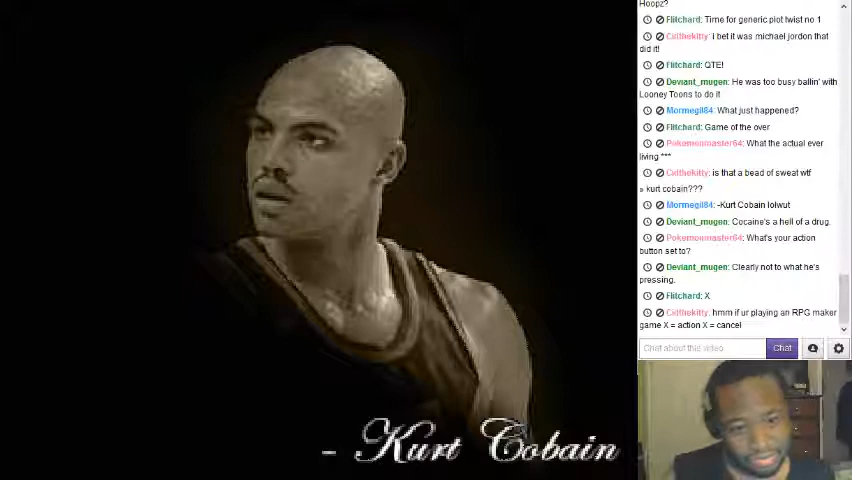 Hoopz?
Flitchard: Time for generic plot twist no 1
Cidthekitty: i bet it was michael jordon that
did it!
Flitchard: QTE!
Deviant_mugen: He was too busy ballin' with
Looney Toons to do it
Mormegil84: What just happened?
Flitchard: Game of the over
Pokemonmaster64: What the actual ever
living ***
Cidthekitty: is that a bead of sweat wtf
» kurt cobain???
Mormegil84: -Kurt Cobain lolwut
Deviant_mugen: Cocaine's a hell of a drug.
Pokemonmaster64: What's your action
button set to?
Deviant_mugen: Clearly not to what he's
pressing.
Flitchard: X
Cidthekitty: hmm if ur playing an RPG maker
game X = action X = cancel
Chat about this video
Chat
- Kurt Cobain